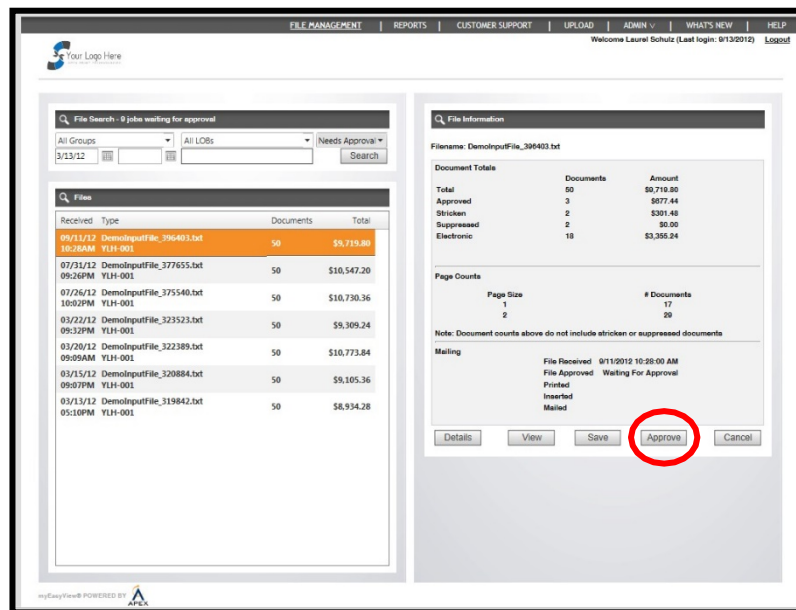 FILE MANAGEMENT | REPORTS | CUSTOMER SUPPORT | UPLOAD | ADMIN ∨ | WHAT'S NEW | HELP
Welcome Laurel Schulz (Last login: 9/13/2012) Logout
Your Logo Here
File Search - 9 jobs waiting for approval
All Groups All LOBs Needs Approval
3/13/12 Search
Files
Received Type Documents Total
09/11/12 DemoInputFile_396403.txt 50 $9,719.80
10:28AM YLH-001
07/31/12 DemoInputFile_377655.txt 50 $10,547.20
09:26PM YLH-001
07/26/12 DemoInputFile_375540.txt 50 $10,730.36
10:02PM YLH-001
03/22/12 DemoInputFile_323523.txt 50 $9,309.24
09:32PM YLH-001
03/20/12 DemoInputFile_322389.txt 50 $10,773.84
09:09AM YLH-001
03/15/12 DemoInputFile_320884.txt 50 $9,105.36
09:07PM YLH-001
03/13/12 DemoInputFile_319842.txt 50 $8,934.28
05:10PM YLH-001
File Information
Filename: DemoInputFile_396403.txt
Document Totals
Documents Amount
Total 50 $9,719.80
Approved 3 $677.44
Stricken 2 $301.48
Suppressed 2 $0.00
Electronic 18 $3,355.24
Page Counts
Page Size # Documents
1 17
2 29
Note: Document counts above do not include stricken or suppressed documents
Mailing
File Received 9/11/2012 10:28:00 AM
File Approved Waiting For Approval
Printed
Inserted
Mailed
Details View Save Approve Cancel
myEasyView® POWERED BY APEX